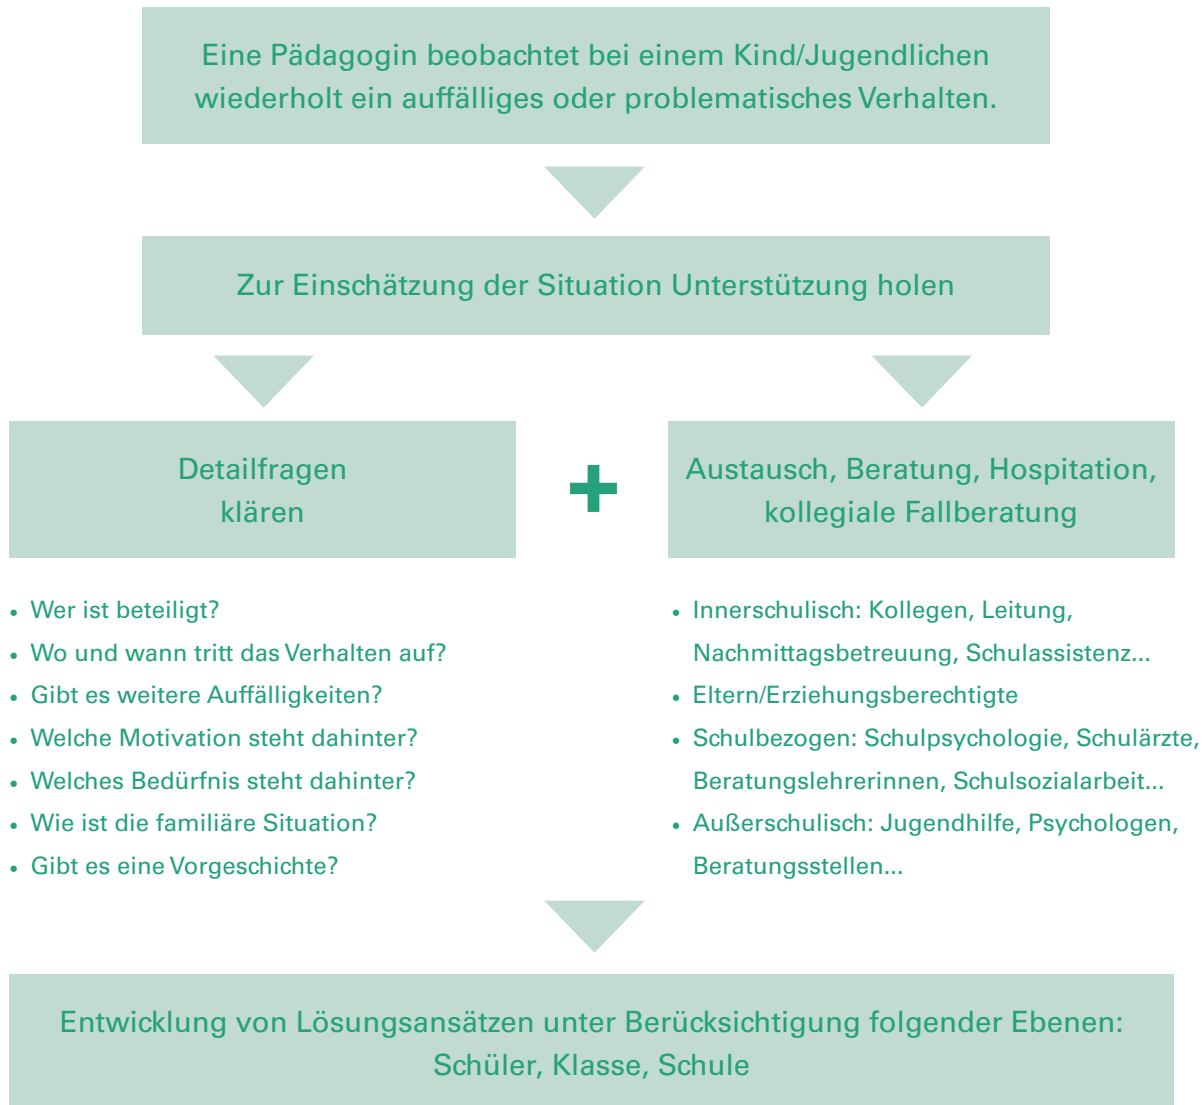 Eine Pädagogin beobachtet bei einem Kind/Jugendlichen
wiederholt ein auffälliges oder problematisches Verhalten.
Zur Einschätzung der Situation Unterstützung holen
Detailfragen
klären
+
Austausch, Beratung, Hospitation,
kollegiale Fallberatung
• Wer ist beteiligt?
• Wo und wann tritt das Verhalten auf?
• Gibt es weitere Auffälligkeiten?
• Welche Motivation steht dahinter?
• Welches Bedürfnis steht dahinter?
• Wie ist die familiäre Situation?
• Gibt es eine Vorgeschichte?
• Innerschulisch: Kollegen, Leitung,
Nachmittagsbetreuung, Schulassistenz...
• Eltern/Erziehungsberechtigte
• Schulbezogen: Schulpsychologie, Schulärzte,
Beratungslehrerinnen, Schulsozialarbeit...
• Außerschulisch: Jugendhilfe, Psychologen,
Beratungsstellen...
Entwicklung von Lösungsansätzen unter Berücksichtigung folgender Ebenen:
Schüler, Klasse, Schule